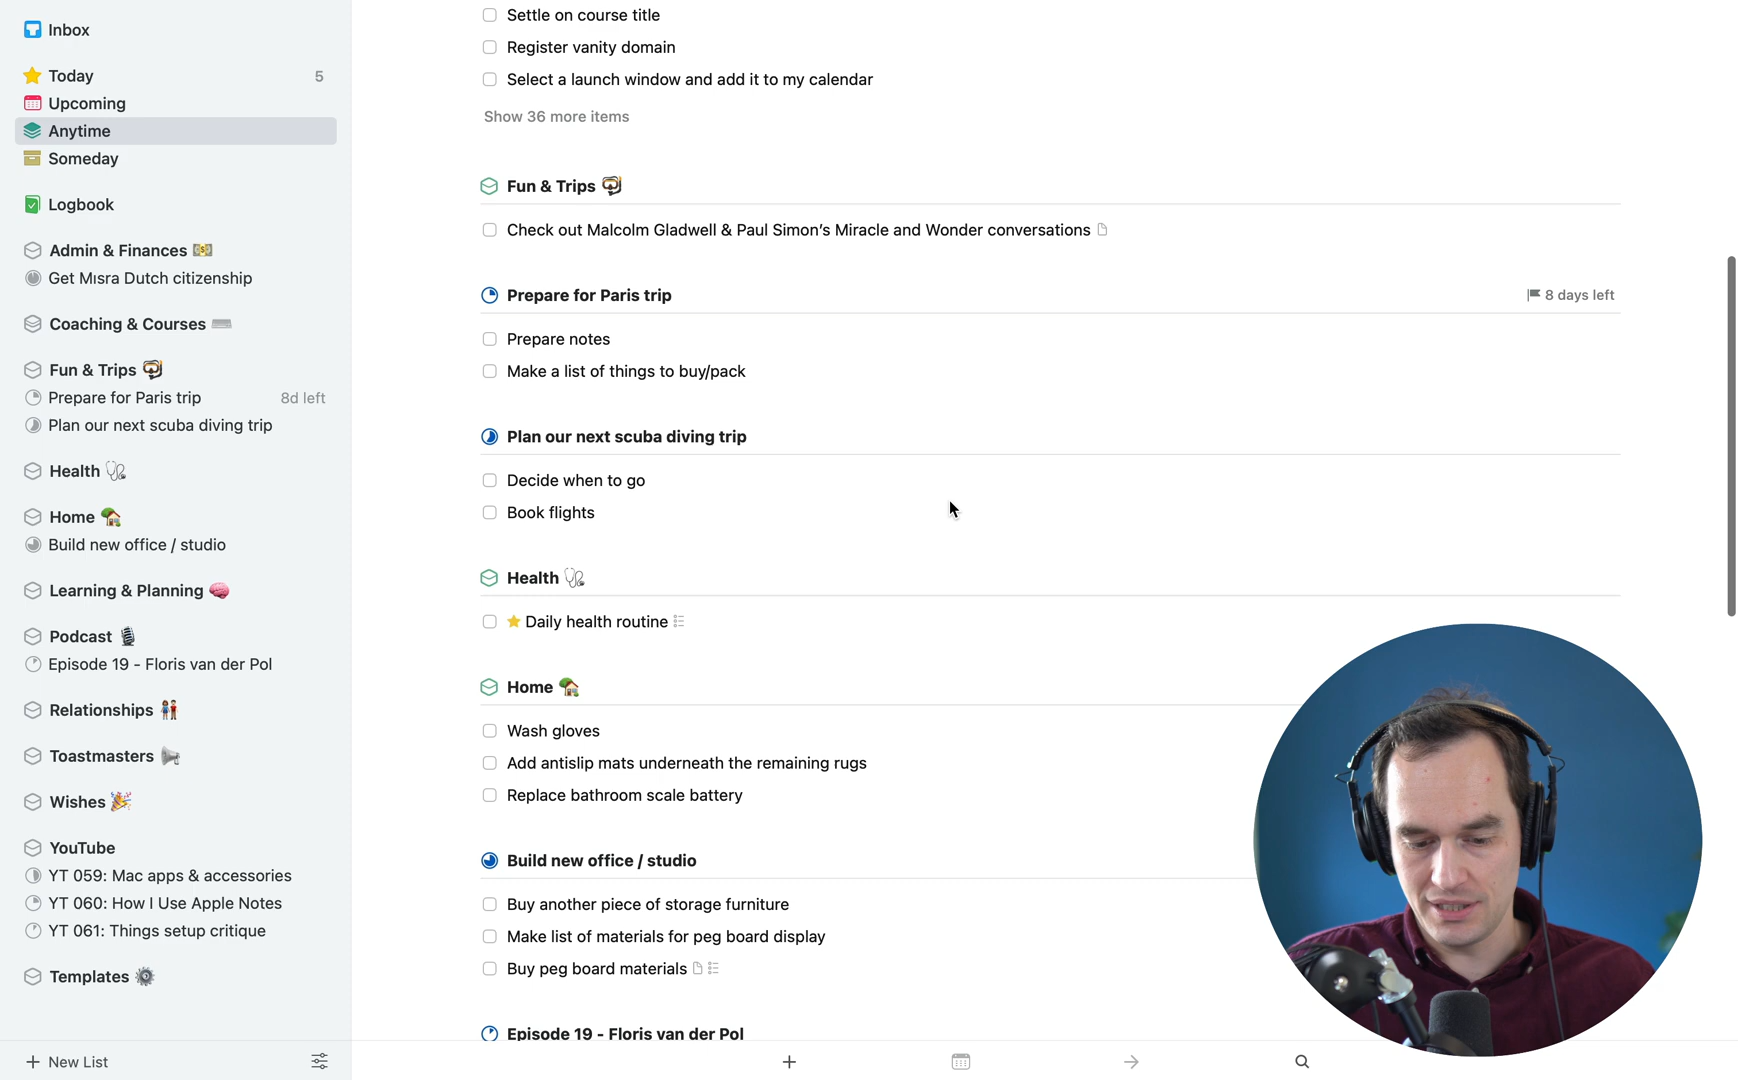 Inbox
Today 5
Upcoming
Anytime
Someday
Logbook
Admin & Finances
Get Mısra Dutch citizenship
Coaching & Courses
Fun & Trips
Prepare for Paris trip 8d left
Plan our next scuba diving trip
Health
Home
Build new office / studio
Learning & Planning
Podcast
Episode 19 - Floris van der Pol
Relationships
Toastmasters
Wishes
YouTube
YT 059: Mac apps & accessories
YT 060: How I Use Apple Notes
YT 061: Things setup critique
Templates
New List
Settle on course title
Register vanity domain
Select a launch window and add it to my calendar
Show 36 more items
Fun & Trips
Check out Malcolm Gladwell & Paul Simon’s Miracle and Wonder conversations
Prepare for Paris trip 8 days left
Prepare notes
Make a list of things to buy/pack
Plan our next scuba diving trip
Decide when to go
Book flights
Health
Daily health routine
Home
Wash gloves
Add antislip mats underneath the remaining rugs
Replace bathroom scale battery
Build new office / studio
Buy another piece of storage furniture
Make list of materials for peg board display
Buy peg board materials
Episode 19 - Floris van der Pol